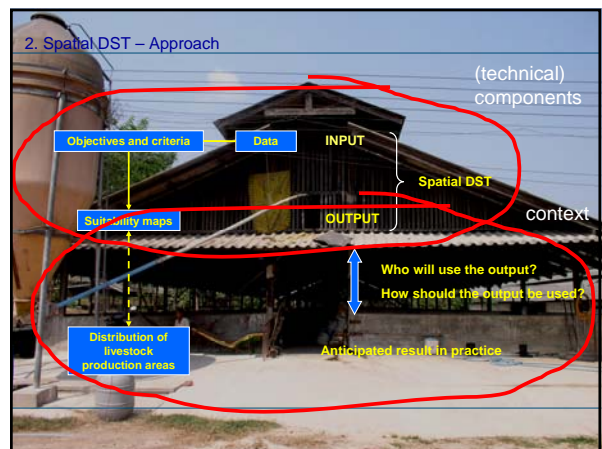 2. Spatial DST – Approach
(technical)
components
Objectives and criteria
Data
INPUT
Spatial DST
Suitability maps
OUTPUT
context
Who will use the output?
How should the output be used?
Distribution of
livestock
production areas
Anticipated result in practice